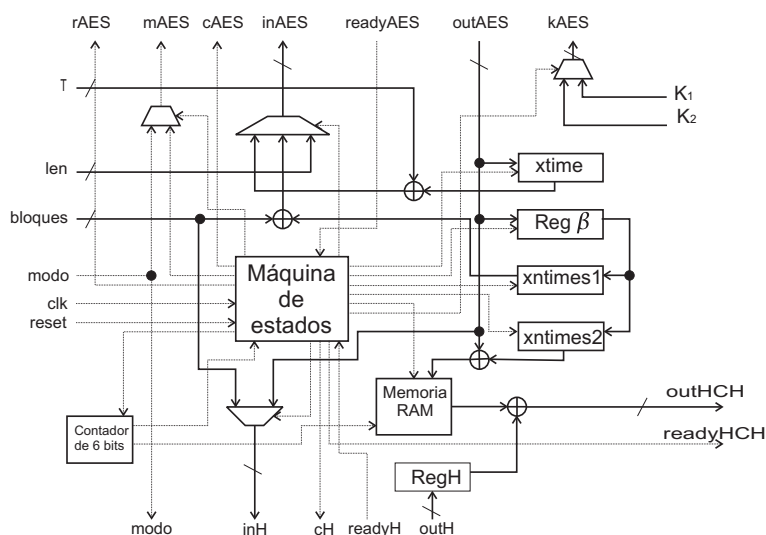 rAES mAES cAES inAES readyAES outAES kAES
T
K1
K2
len
xtime
bloques
Reg β
modo
Máquina
de
estados
xntimes1
clk
reset
xntimes2
Memoria
RAM
outHCH
Contador
de 6 bits
readyHCH
RegH
modo inH cH readyH outH